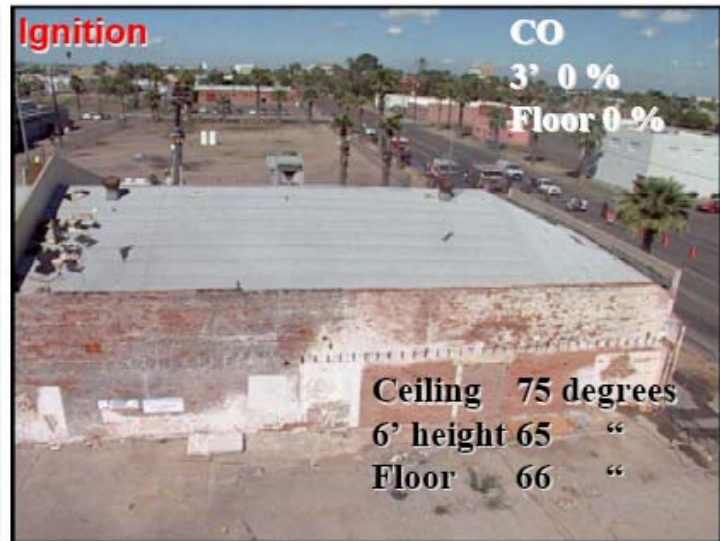 Ignition
CO
3' 0 %
Floor 0 %
Ceiling 75 degrees
6' height 65 “
Floor 66 “